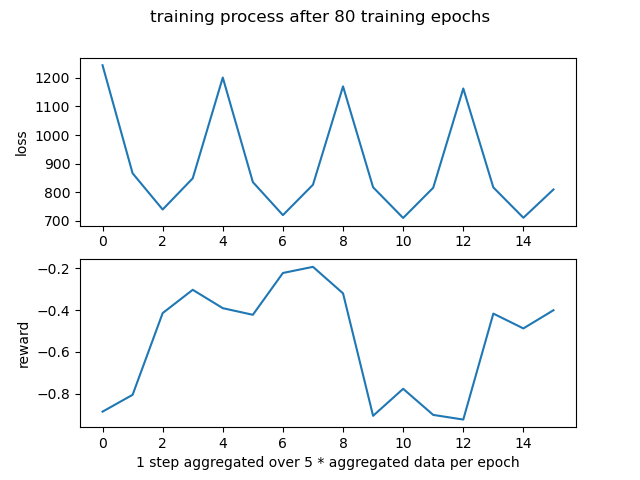 training process after 80 training epochs
1200
1100
1000
900
800
700
loss
0 2 4 6 8 10 12 14
−0.2
−0.4
−0.6
−0.8
reward
0 2 4 6 8 10 12 14
1 step aggregated over 5 * aggregated data per epoch